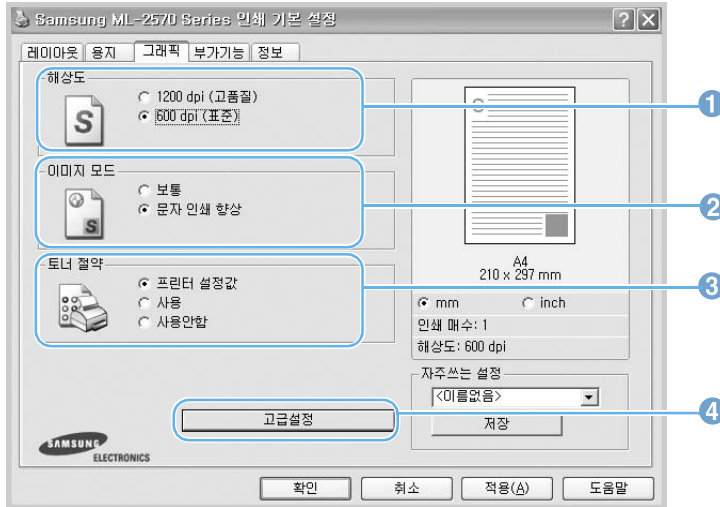 Samsung ML-2570 Series 인쇄 기본 설정
레이아웃 용지 그래픽 부가기능 정보
해상도
1200 dpi (고품질)
600 dpi (표준)
1
이미지 모드
보통
문자 인쇄 향상
2
토너 절약
프린터 설정값
사용
사용안함
3
S
S
S
A4
210 x 297 mm
mm inch
인쇄 매수: 1
해상도: 600 dpi
자주쓰는 설정
<이름없음>
저장
고급설정
4
SAMSUNG
ELECTRONICS
확인 취소 적용(A) 도움말